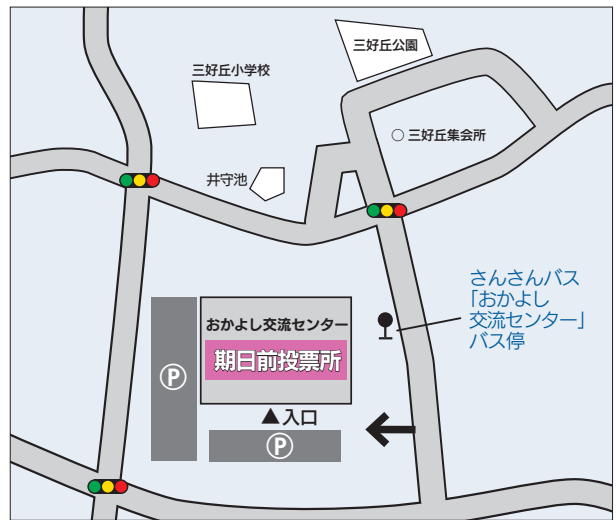 三好丘公園
三好丘小学校
○ 三好丘集会所
井守池
さんさんバス
「おかよし
交流センター」
バス停
おかよし交流センター
期日前投票所
P
▲入口
P